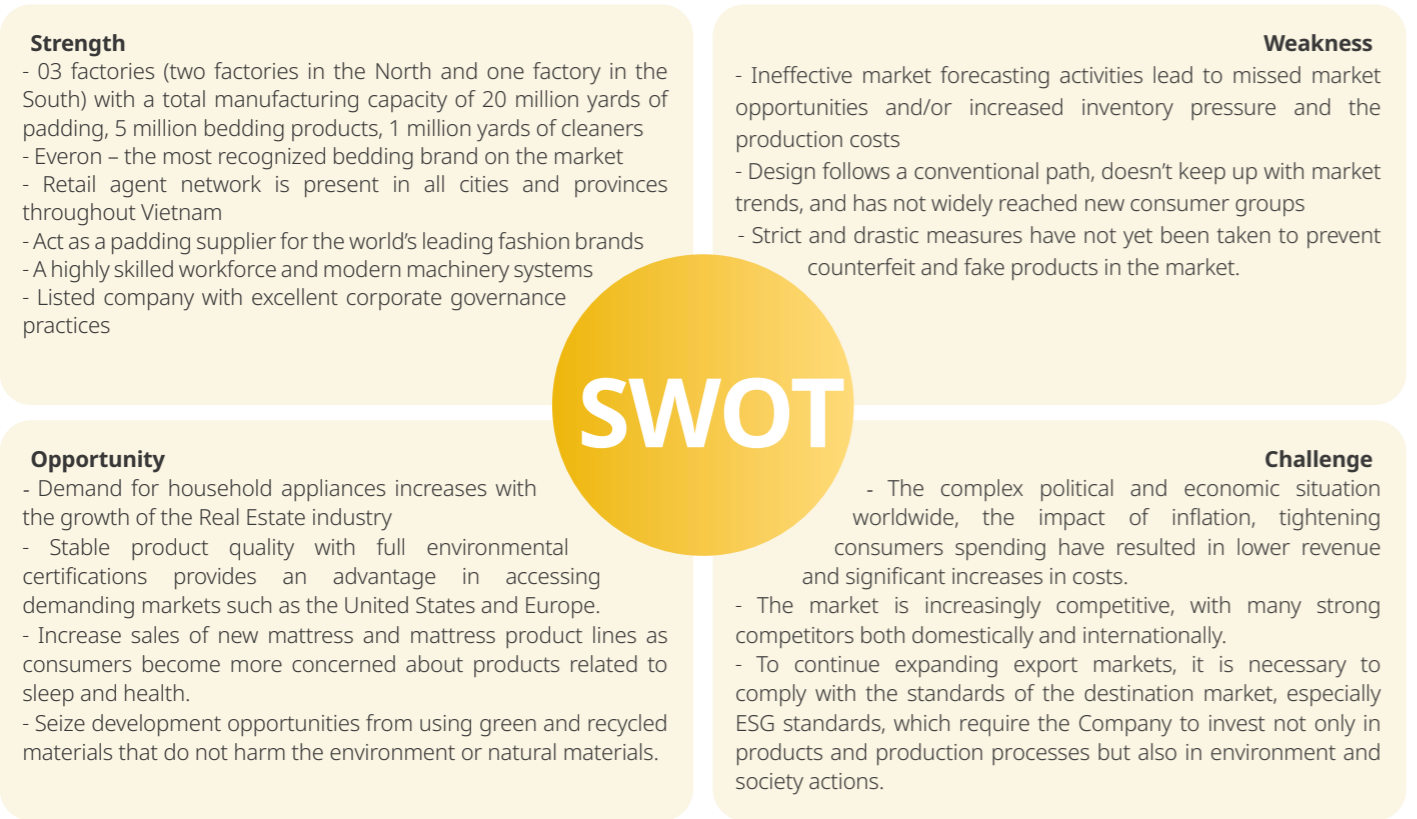 Strength
- 03 factories (two factories in the North and one factory in the
South) with a total manufacturing capacity of 20 million yards of
padding, 5 million bedding products, 1 million yards of cleaners
- Everon – the most recognized bedding brand on the market
- Retail agent network is present in all cities and provinces
throughout Vietnam
- Act as a padding supplier for the world’s leading fashion brands
- A highly skilled workforce and modern machinery systems
- Listed company with excellent corporate governance
practices
Weakness
- Ineffective market forecasting activities lead to missed market
opportunities and/or increased inventory pressure and the
production costs
- Design follows a conventional path, doesn’t keep up with market
trends, and has not widely reached new consumer groups
- Strict and drastic measures have not yet been taken to prevent
counterfeit and fake products in the market.
SWOT
Opportunity
- Demand for household appliances increases with
the growth of the Real Estate industry
- Stable product quality with full environmental
certifications provides an advantage in accessing
demanding markets such as the United States and Europe.
- Increase sales of new mattress and mattress product lines as
consumers become more concerned about products related to
sleep and health.
- Seize development opportunities from using green and recycled
materials that do not harm the environment or natural materials.
Challenge
- The complex political and economic situation
worldwide, the impact of inflation, tightening
consumers spending have resulted in lower revenue
and significant increases in costs.
- The market is increasingly competitive, with many strong
competitors both domestically and internationally.
- To continue expanding export markets, it is necessary to
comply with the standards of the destination market, especially
ESG standards, which require the Company to invest not only in
products and production processes but also in environment and
society actions.